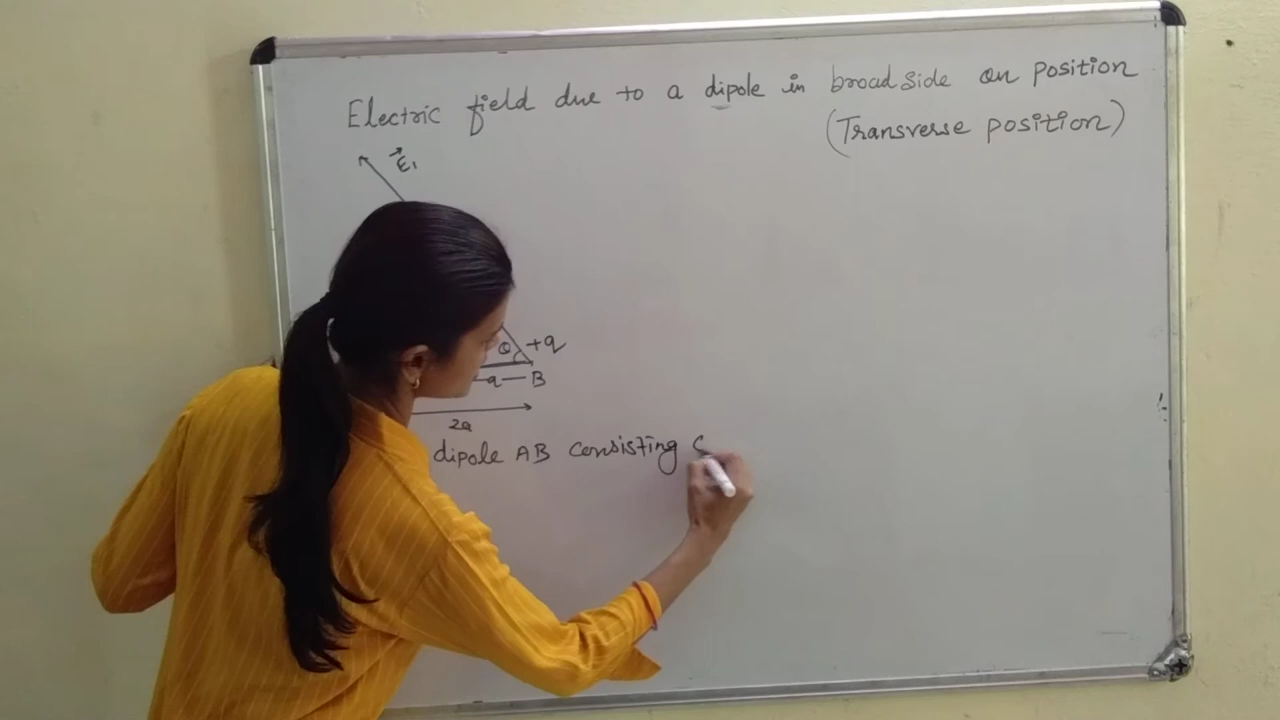 Electric field due to a dipole in broadside on position
(Transverse position)
E₁
θ +q
a B
2a
dipole AB consisting